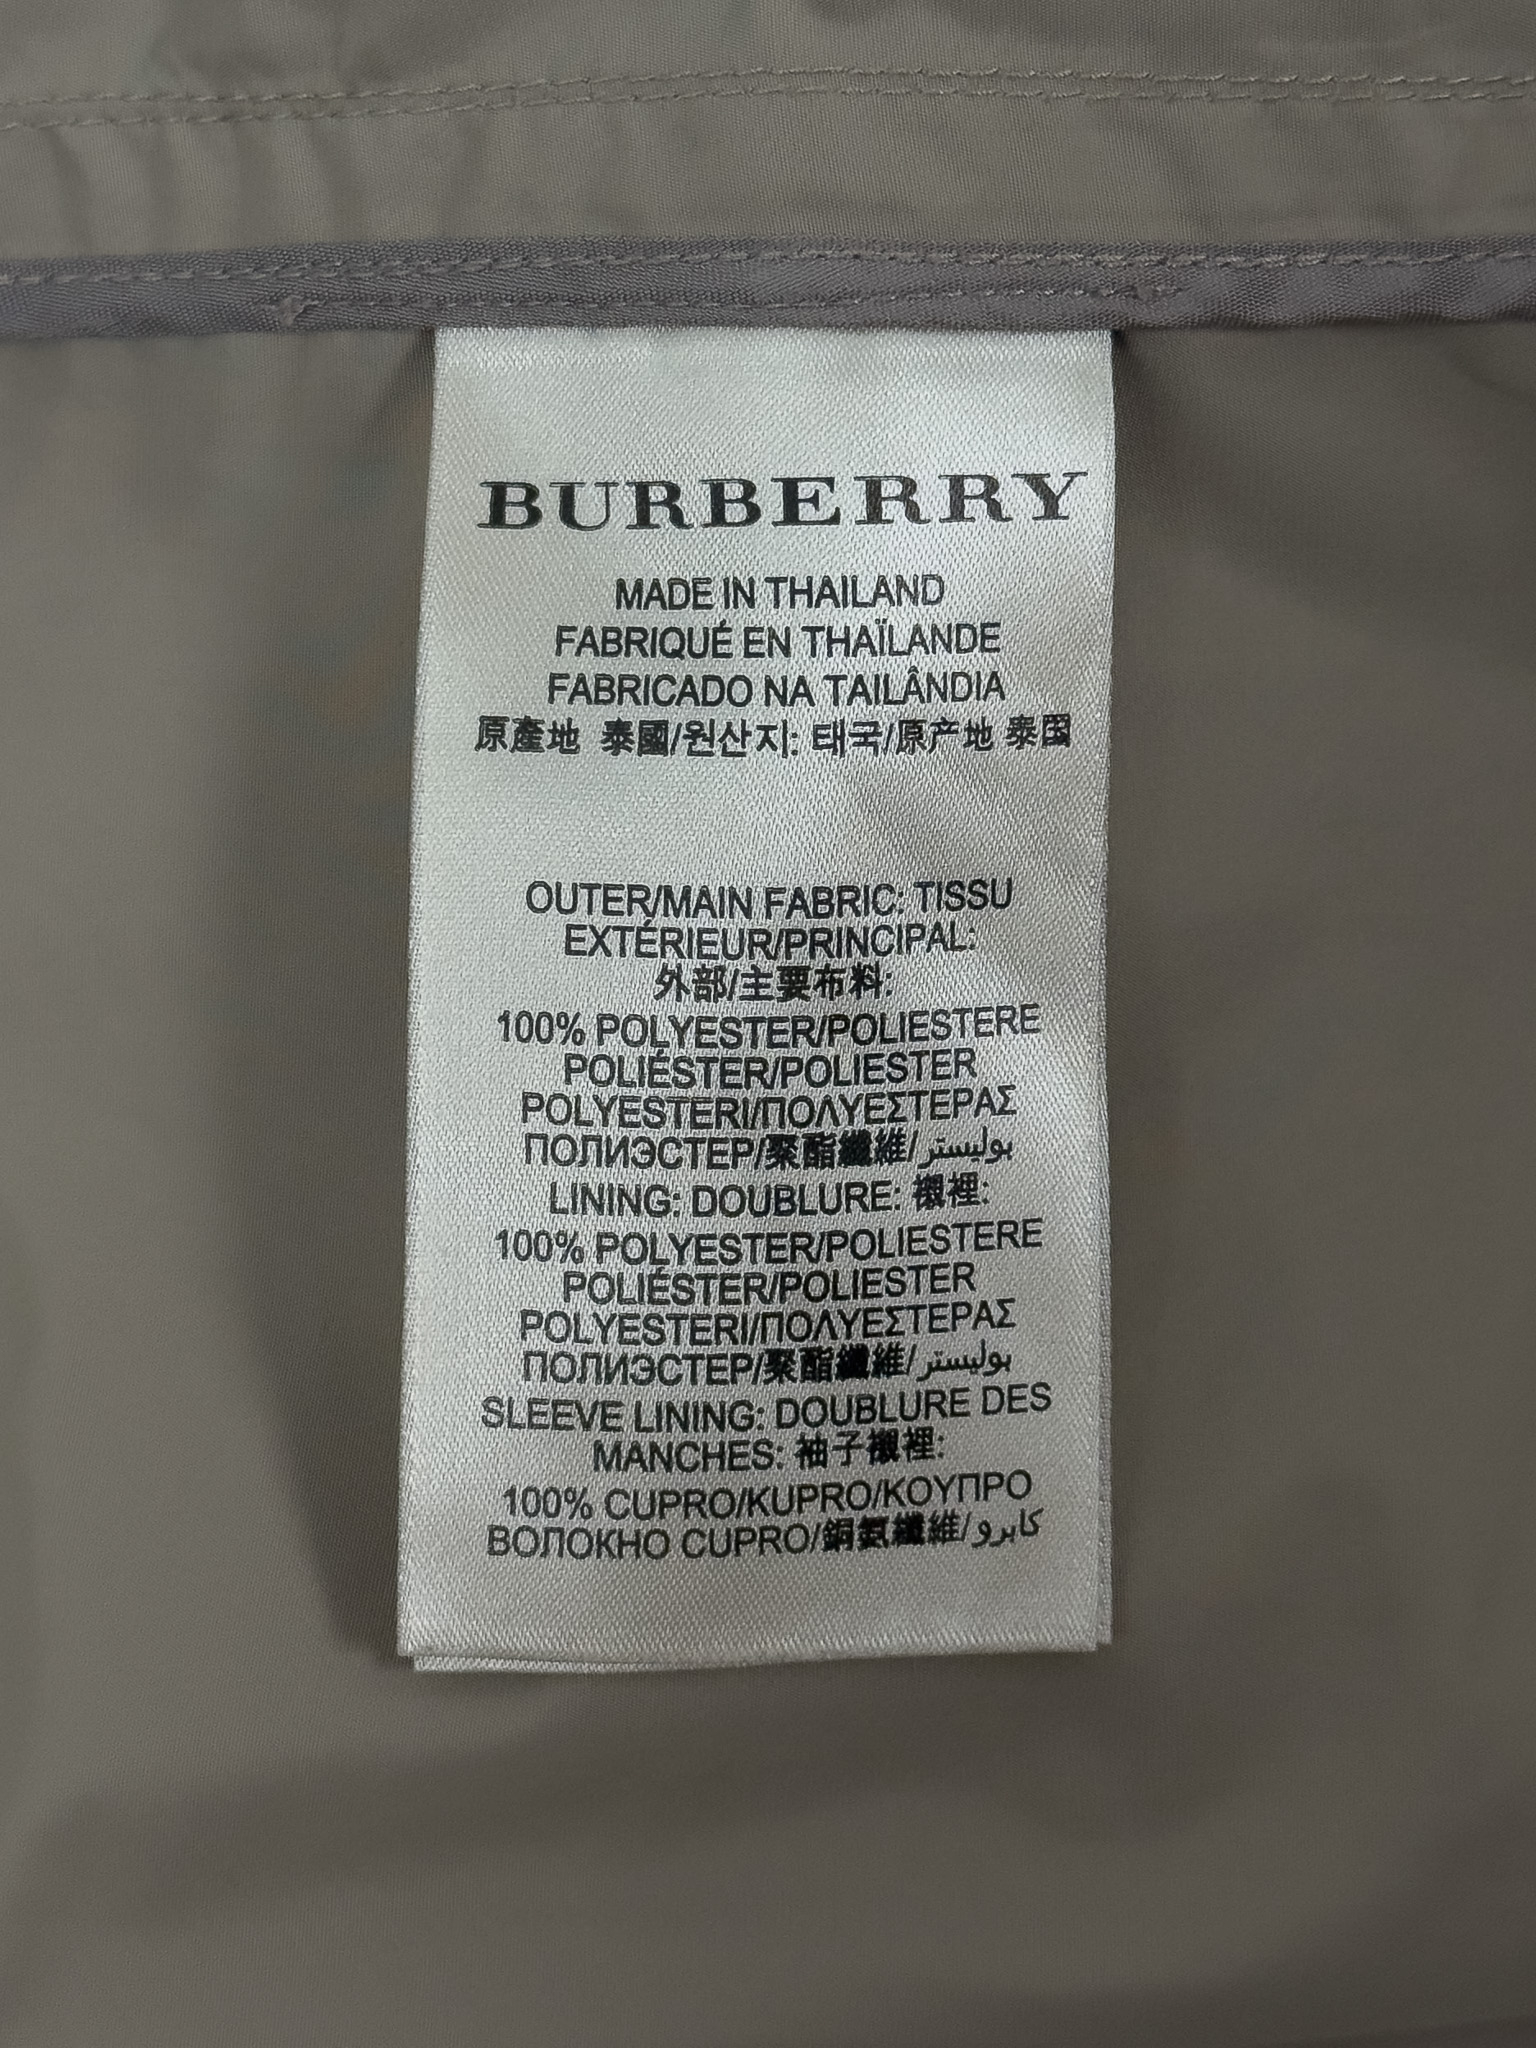 BURBERRY
MADE IN THAILAND
FABRIQUÉ EN THAÏLANDE
FABRICADO NA TAILÂNDIA
原產地 泰國/원산지: 태국/原产地 泰国
OUTER/MAIN FABRIC: TISSU
EXTÉRIEUR/PRINCIPAL:
外部/主要布料:
100% POLYESTER/POLIESTERE
POLIÉSTER/POLIESTER
POLYESTERI/ΠΟΛΥΕΣΤΕΡΑΣ
ПОЛИЭСТЕР/聚酯纖維/بوليستر
LINING: DOUBLURE: 襯裡:
100% POLYESTER/POLIESTERE
POLIÉSTER/POLIESTER
POLYESTERI/ΠΟΛΥΕΣΤΕΡΑΣ
ПОЛИЭСТЕР/聚酯纖維/بوليستر
SLEEVE LINING: DOUBLURE DES
MANCHES: 袖子襯裡:
100% CUPRO/KUPRO/ΚΟΥΠΡΟ
ВОЛОКНО CUPRO/銅氨纖維/كابرو